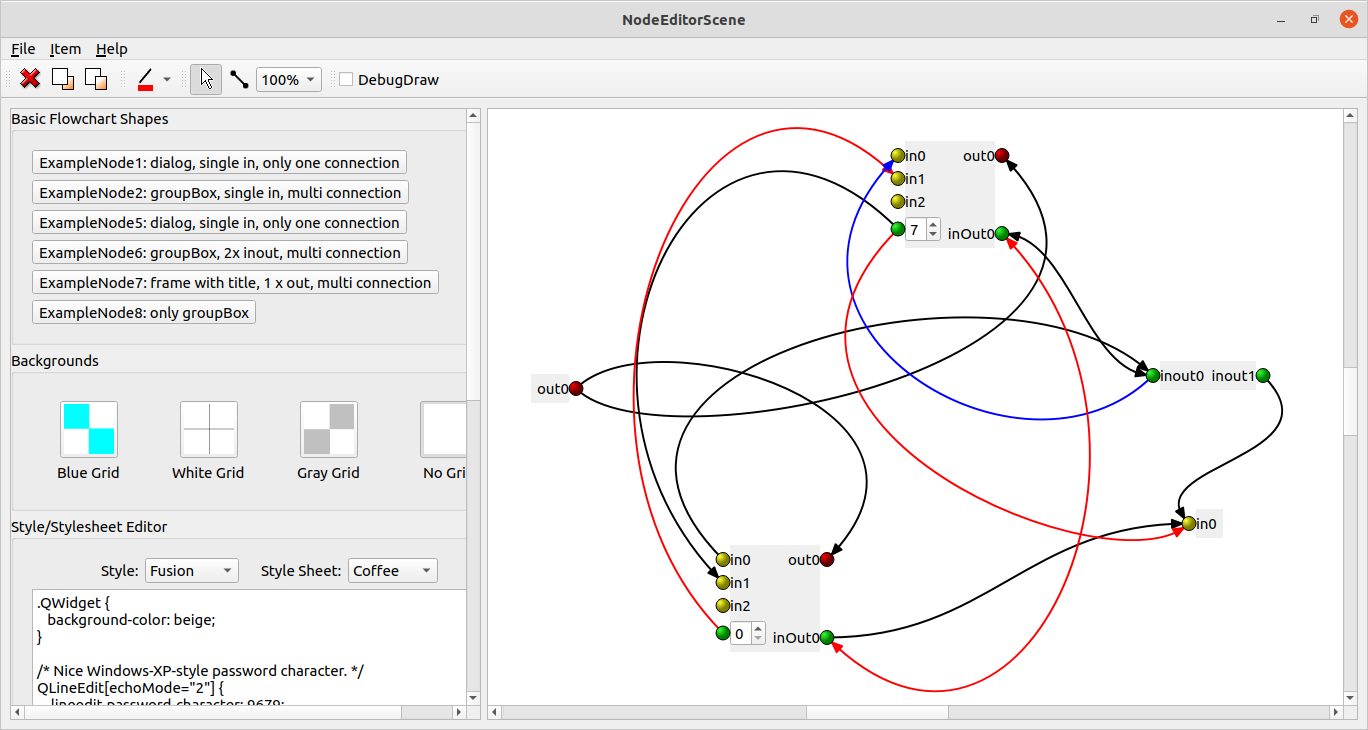 NodeEditorScene
File Item Help
100% DebugDraw
Basic Flowchart Shapes
ExampleNode1: dialog, single in, only one connection
ExampleNode2: groupBox, single in, multi connection
ExampleNode5: dialog, single in, only one connection
ExampleNode6: groupBox, 2x inout, multi connection
ExampleNode7: frame with title, 1 x out, multi connection
ExampleNode8: only groupBox
Backgrounds
Blue Grid White Grid Gray Grid No Gri
Style/Stylesheet Editor
Style: Fusion Style Sheet: Coffee
.QWidget {
background-color: beige;
}
/* Nice Windows-XP-style password character. */
QLineEdit[echoMode="2"] {
lineedit-password-character: 9679;
in0 out0
in1
in2
7 inOut0
out0
inout0 inout1
in0
in0 out0
in1
in2
0 inOut0